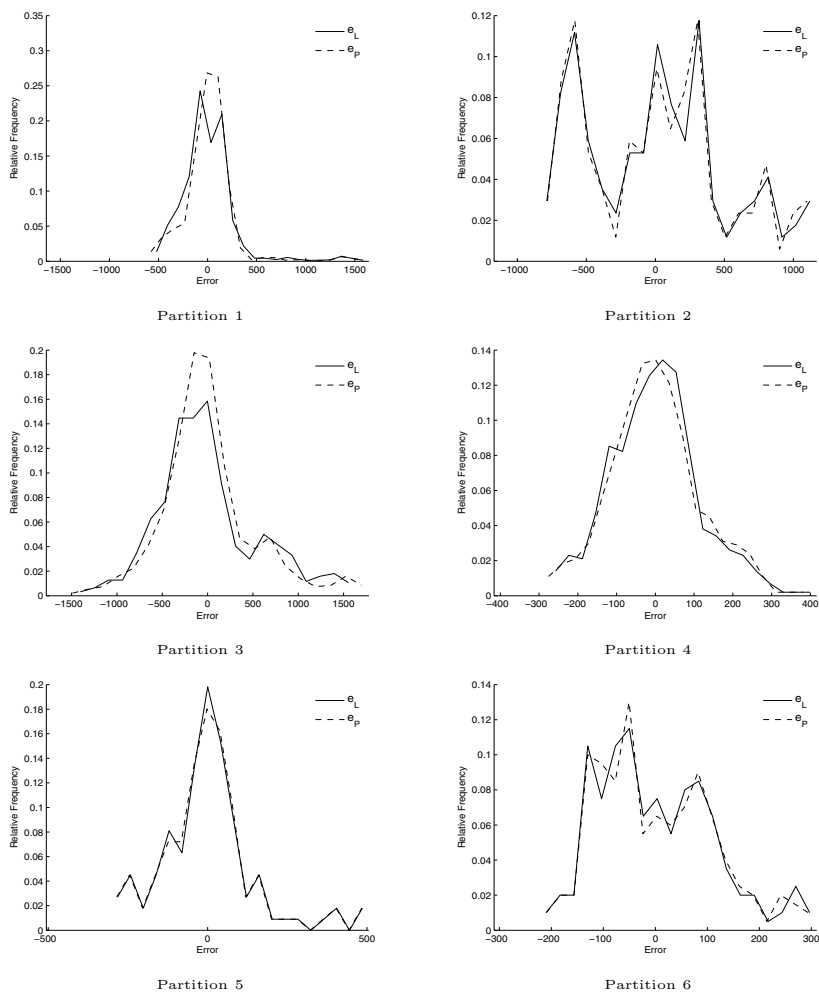 0.35
0.3
0.25
0.2
0.15
0.1
0.05
0
Relative Frequency
−1500 −1000 −500 0 500 1000 1500
Error
e_L
e_P
Partition 1
0.12
0.1
0.08
0.06
0.04
0.02
0
Relative Frequency
−1000 −500 0 500 1000
Error
e_L
e_P
Partition 2
0.2
0.18
0.16
0.14
0.12
0.1
0.08
0.06
0.04
0.02
0
Relative Frequency
−1500 −1000 −500 0 500 1000 1500
Error
e_L
e_P
Partition 3
0.14
0.12
0.1
0.08
0.06
0.04
0.02
0
Relative Frequency
−400 −300 −200 −100 0 100 200 300 400
Error
e_L
e_P
Partition 4
0.2
0.18
0.16
0.14
0.12
0.1
0.08
0.06
0.04
0.02
0
Relative Frequency
−500 0 500
Error
e_L
e_P
Partition 5
0.14
0.12
0.1
0.08
0.06
0.04
0.02
0
Relative Frequency
−300 −200 −100 0 100 200 300
Error
e_L
e_P
Partition 6